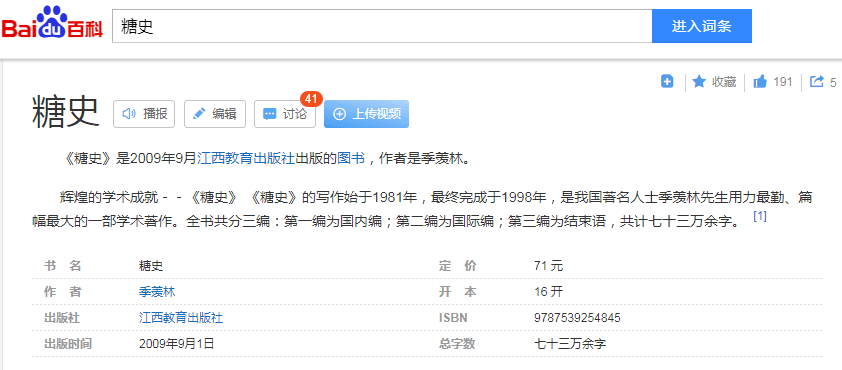 Bai du 百科
糖史
进入词条
收藏 191 5
糖史 播报 编辑 讨论 41 上传视频
《糖史》是2009年9月江西教育出版社出版的图书，作者是季羡林。
辉煌的学术成就－－《糖史》 《糖史》的写作始于1981年，最终完成于1998年，是我国著名人士季羡林先生用力最勤、篇
幅最大的一部学术著作。全书共分三编：第一编为国内编；第二编为国际编；第三编为结束语，共计七十三万余字。 [1]
书 名 糖史 定 价 71 元
作 者 季羡林 开 本 16 开
出版社 江西教育出版社 ISBN 9787539254845
出版时间 2009年9月1日 总字数 七十三万余字